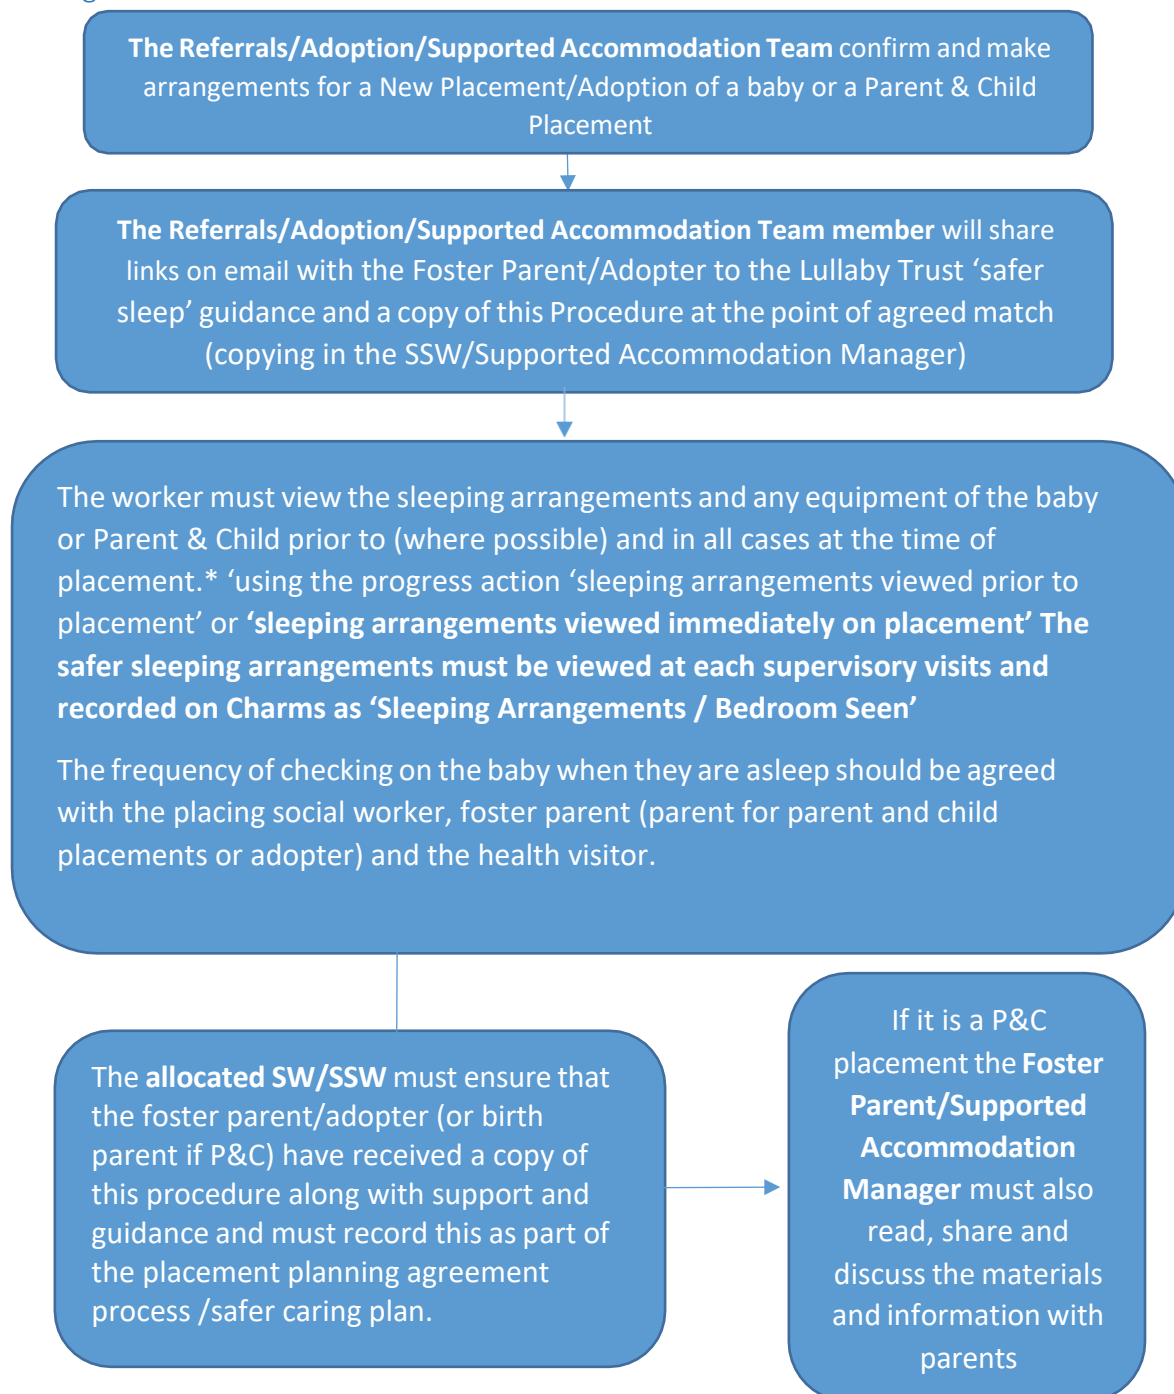 The Referrals/Adoption/Supported Accommodation Team confirm and make
arrangements for a New Placement/Adoption of a baby or a Parent & Child
Placement
The Referrals/Adoption/Supported Accommodation Team member will share
links on email with the Foster Parent/Adopter to the Lullaby Trust ‘safer
sleep’ guidance and a copy of this Procedure at the point of agreed match
(copying in the SSW/Supported Accommodation Manager)
The worker must view the sleeping arrangements and any equipment of the baby
or Parent & Child prior to (where possible) and in all cases at the time of
placement.* ‘using the progress action ‘sleeping arrangements viewed prior to
placement’ or ‘sleeping arrangements viewed immediately on placement’ The
safer sleeping arrangements must be viewed at each supervisory visits and
recorded on Charms as ‘Sleeping Arrangements / Bedroom Seen’
The frequency of checking on the baby when they are asleep should be agreed
with the placing social worker, foster parent (parent for parent and child
placements or adopter) and the health visitor.
The allocated SW/SSW must ensure that
the foster parent/adopter (or birth
parent if P&C) have received a copy of
this procedure along with support and
guidance and must record this as part of
the placement planning agreement
process /safer caring plan.
If it is a P&C
placement the Foster
Parent/Supported
Accommodation
Manager must also
read, share and
discuss the materials
and information with
parents